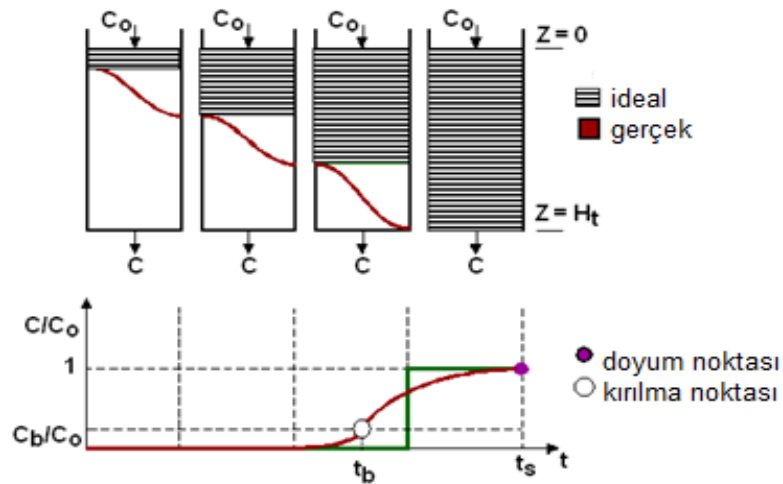 Co Co Co Co Z = 0
ideal
gerçek
Z = Ht
C C C C
C/Co
1
Cb/Co
tb ts t
doyum noktası
kırılma noktası